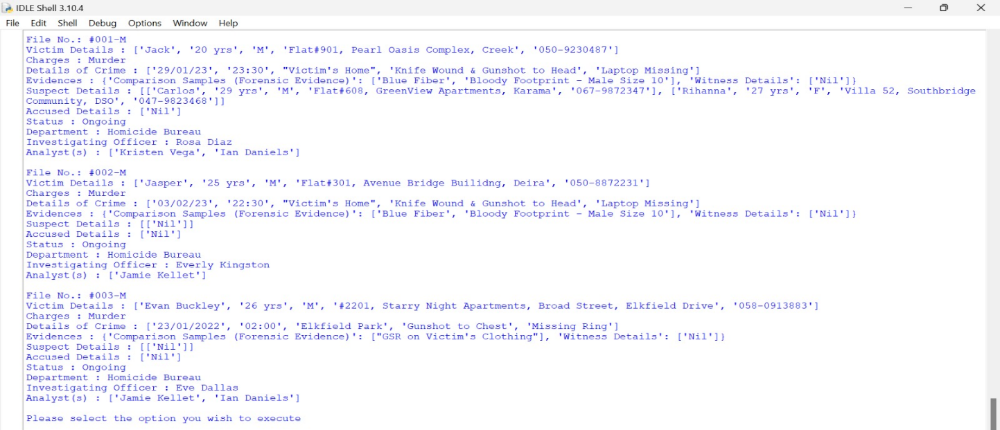 IDLE Shell 3.10.4
File Edit Shell Debug Options Window Help
File No.: #001-M
Victim Details : ['Jack', '20 yrs', 'M', 'Flat#901, Pearl Oasis Complex, Creek', '050-9230487']
Charges : Murder
Details of Crime : ['29/01/23', '23:30', "Victim's Home", 'Knife Wound & Gunshot to Head', 'Laptop Missing']
Evidences : {'Comparison Samples (Forensic Evidence)': ['Blue Fiber', 'Bloody Footprint - Male Size 10'], 'Witness Details': ['Nil']}
Suspect Details : [['Carlos', '29 yrs', 'M', 'Flat#608, GreenView Apartments, Karama', '067-9872347'], ['Rihanna', '27 yrs', 'F', 'Villa 52, Southbridge
Community, DSO', '047-9823468']]
Accused Details : ['Nil']
Status : Ongoing
Department : Homicide Bureau
Investigating Officer : Rosa Diaz
Analyst(s) : ['Kristen Vega', 'Ian Daniels']
File No.: #002-M
Victim Details : ['Jasper', '25 yrs', 'M', 'Flat#301, Avenue Bridge Builidng, Deira', '050-8872231']
Charges : Murder
Details of Crime : ['03/02/23', '22:30', "Victim's Home", 'Knife Wound & Gunshot to Head', 'Laptop Missing']
Evidences : {'Comparison Samples (Forensic Evidence)': ['Blue Fiber', 'Bloody Footprint - Male Size 10'], 'Witness Details': ['Nil']}
Suspect Details : [['Nil']]
Accused Details : ['Nil']
Status : Ongoing
Department : Homicide Bureau
Investigating Officer : Everly Kingston
Analyst(s) : ['Jamie Kellet']
File No.: #003-M
Victim Details : ['Evan Buckley', '26 yrs', 'M', '#2201, Starry Night Apartments, Broad Street, Elkfield Drive', '058-0913883']
Charges : Murder
Details of Crime : ['23/01/2022', '02:00', 'Elkfield Park', 'Gunshot to Chest', 'Missing Ring']
Evidences : {'Comparison Samples (Forensic Evidence)': ["GSR on Victim's Clothing"], 'Witness Details': ['Nil']}
Suspect Details : [['Nil']]
Accused Details : ['Nil']
Status : Ongoing
Department : Homicide Bureau
Investigating Officer : Eve Dallas
Analyst(s) : ['Jamie Kellet', 'Ian Daniels']
Please select the option you wish to execute